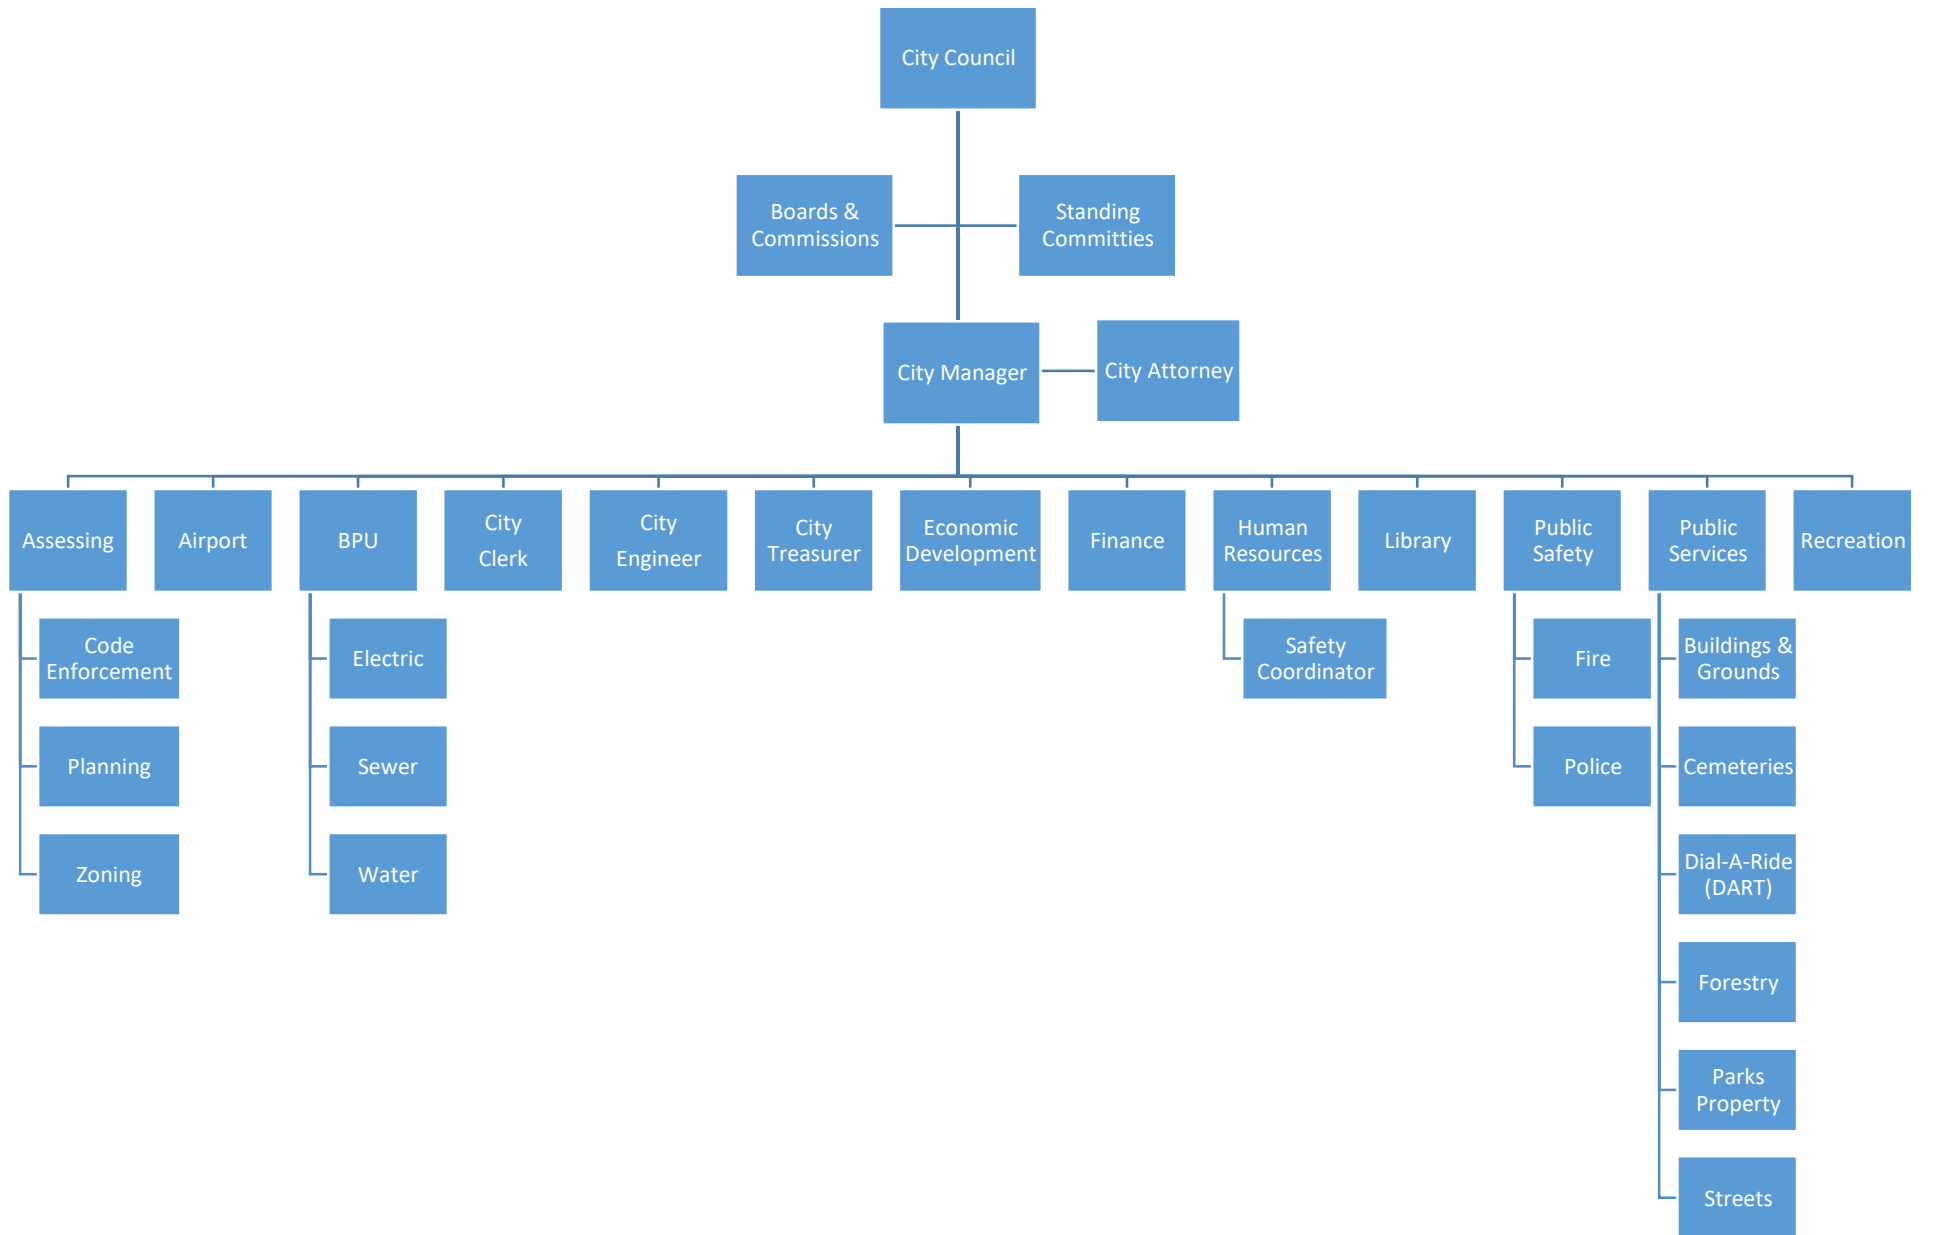 City Council
Boards &
Commissions
Standing
Committies
City Manager
City Attorney
Assessing
Airport
BPU
City
Clerk
City
Engineer
City
Treasurer
Economic
Development
Finance
Human
Resources
Library
Public
Safety
Public
Services
Recreation
Code
Enforcement
Planning
Zoning
Electric
Sewer
Water
Safety
Coordinator
Fire
Police
Buildings &
Grounds
Cemeteries
Dial-A-Ride
(DART)
Forestry
Parks
Property
Streets